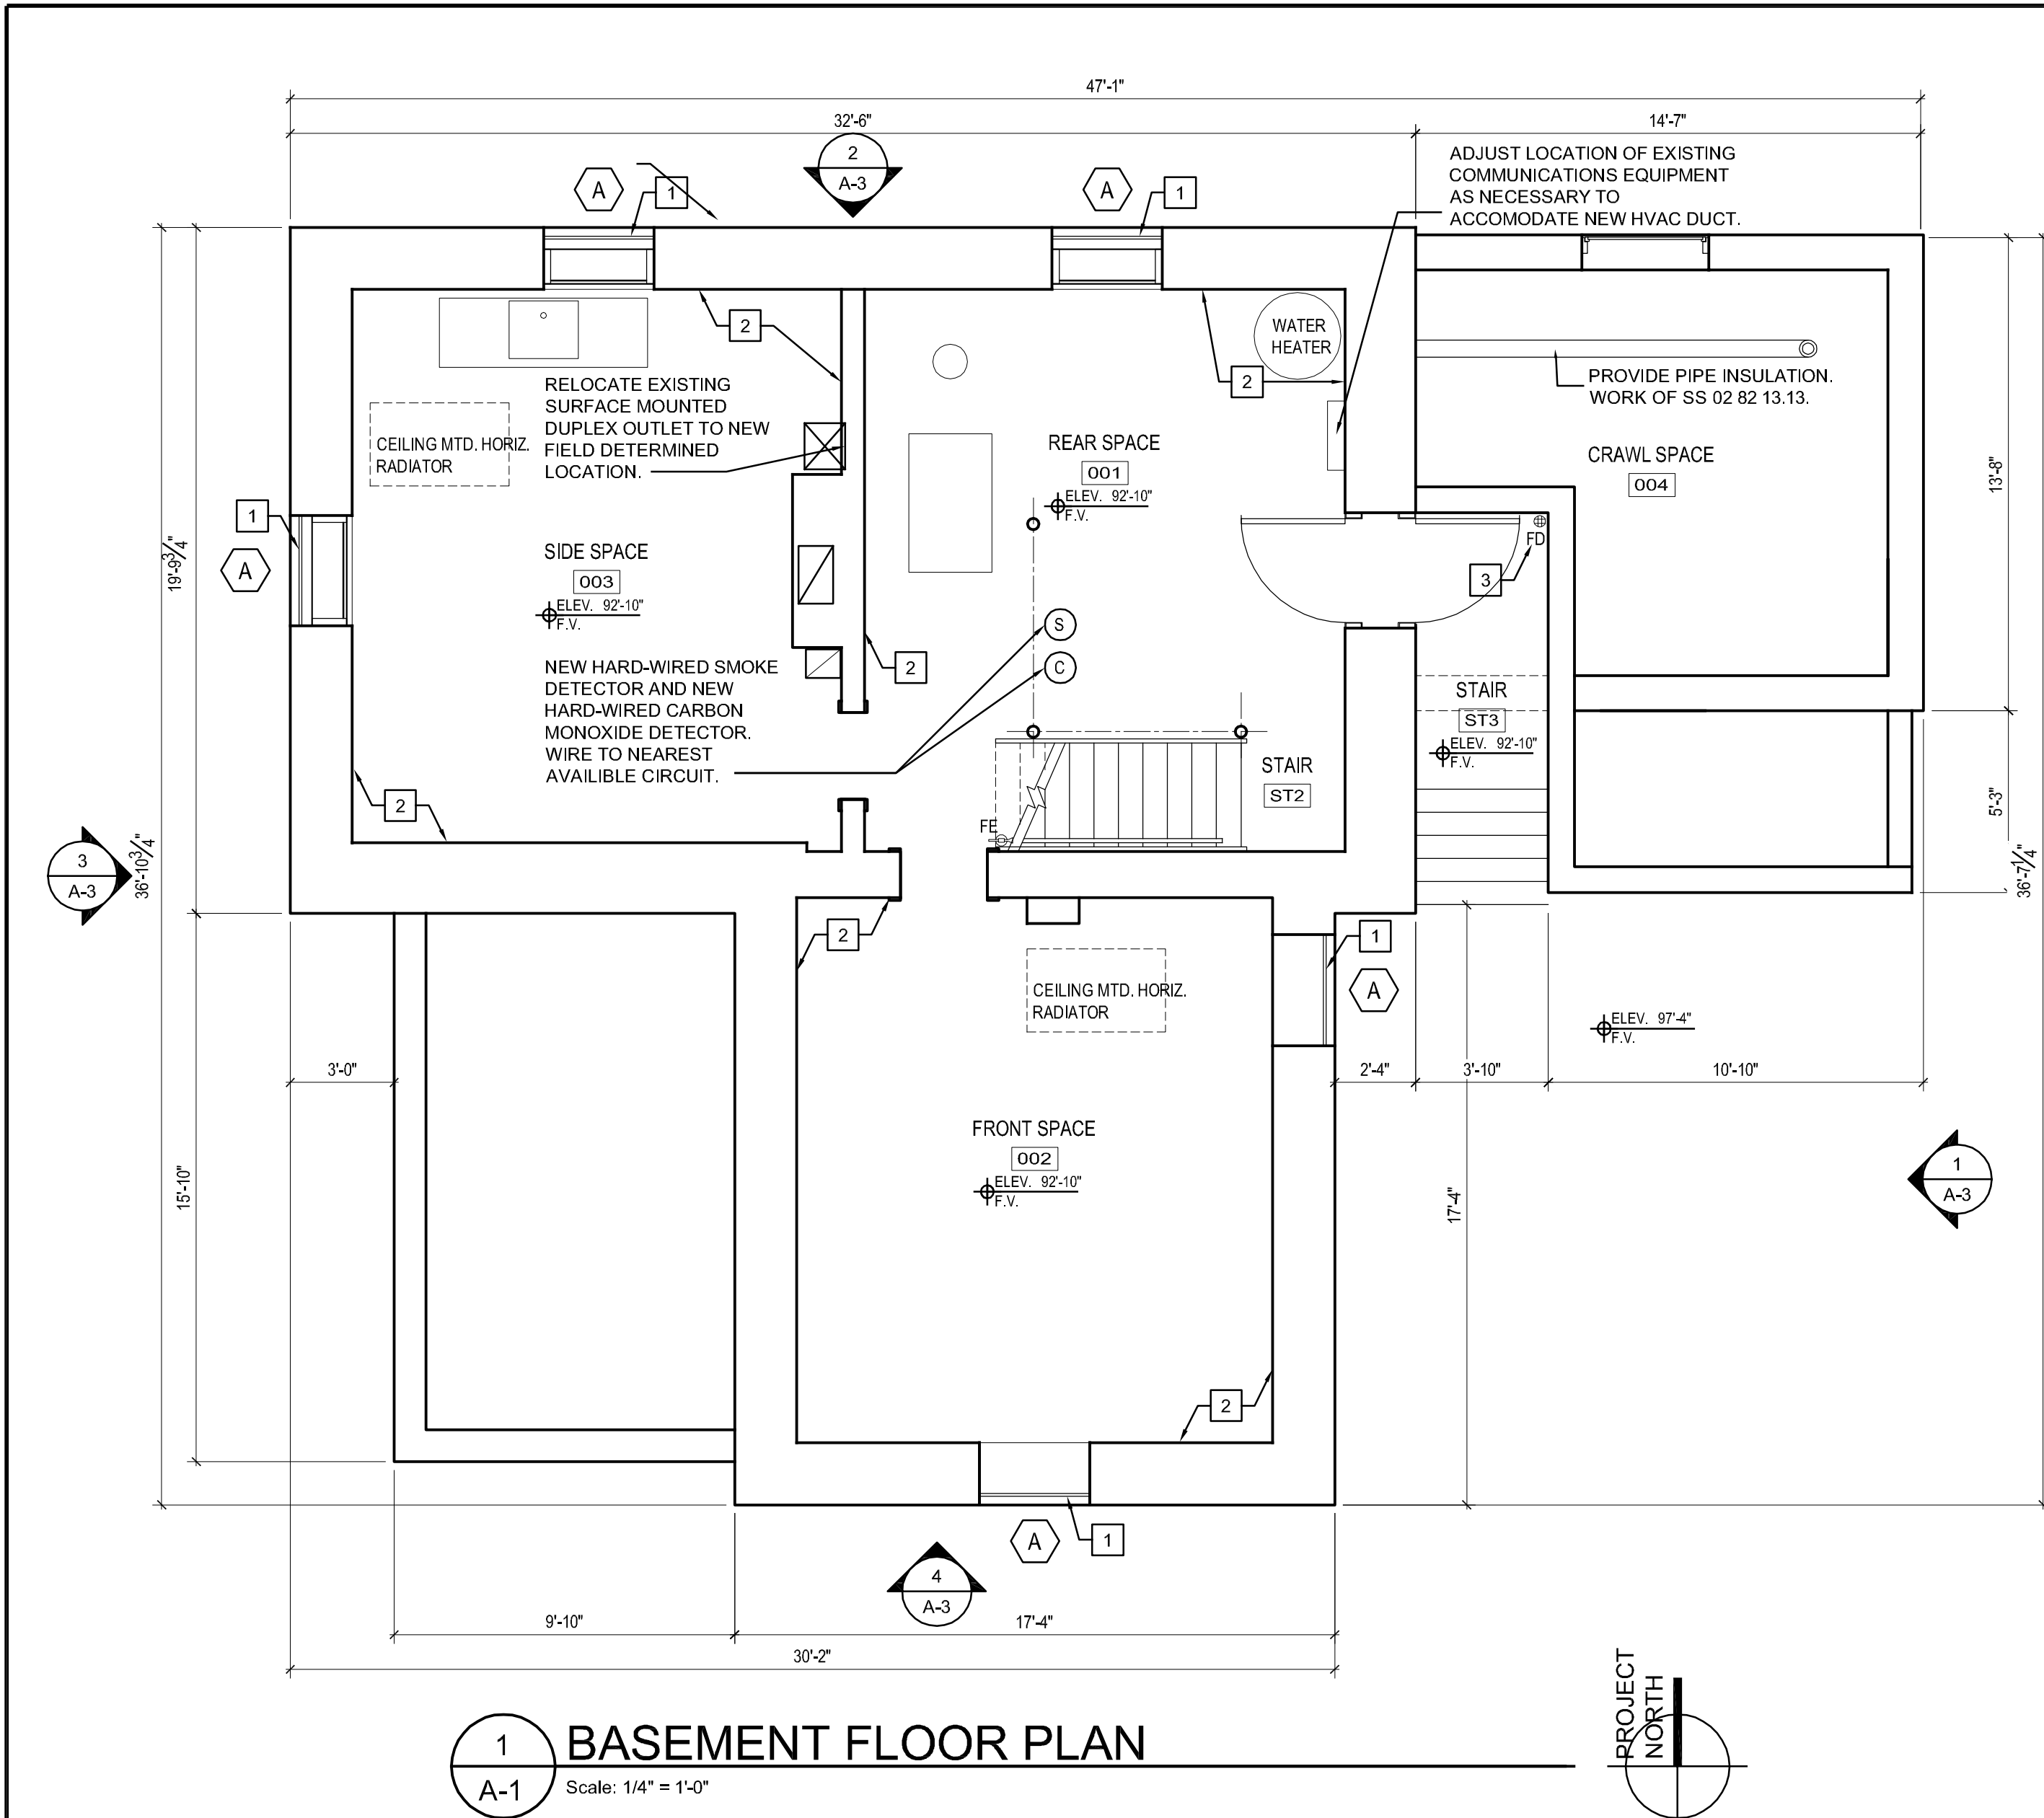 47'-1"
32'-6"
14'-7"
2
A-3
A
1
A
1
ADJUST LOCATION OF EXISTING
COMMUNICATIONS EQUIPMENT
AS NECESSARY TO
ACCOMODATE NEW HVAC DUCT.
2
WATER
HEATER
2
RELOCATE EXISTING
SURFACE MOUNTED
DUPLEX OUTLET TO NEW
FIELD DETERMINED
LOCATION.
CEILING MTD. HORIZ.
RADIATOR
PROVIDE PIPE INSULATION.
WORK OF SS 02 82 13.13.
REAR SPACE
001
ELEV. 92'-10"
F.V.
CRAWL SPACE
004
13'-8"
19'-9 3/4"
1
A
SIDE SPACE
003
ELEV. 92'-10"
F.V.
FD
3
S
C
2
NEW HARD-WIRED SMOKE
DETECTOR AND NEW
HARD-WIRED CARBON
MONOXIDE DETECTOR.
WIRE TO NEAREST
AVAILIBLE CIRCUIT.
STAIR
ST3
ELEV. 92'-10"
F.V.
STAIR
ST2
2
FE
5'-3"
3
A-3
36'-10 3/4"
36'-7 1/4"
2
1
A
CEILING MTD. HORIZ.
RADIATOR
ELEV. 97'-4"
F.V.
3'-0"
2'-4"
3'-10"
10'-10"
FRONT SPACE
002
ELEV. 92'-10"
F.V.
15'-10"
17'-4"
1
A-3
2
A
1
4
A-3
9'-10"
17'-4"
30'-2"
1
A-1
BASEMENT FLOOR PLAN
Scale: 1/4" = 1'-0"
PROJECT
NORTH